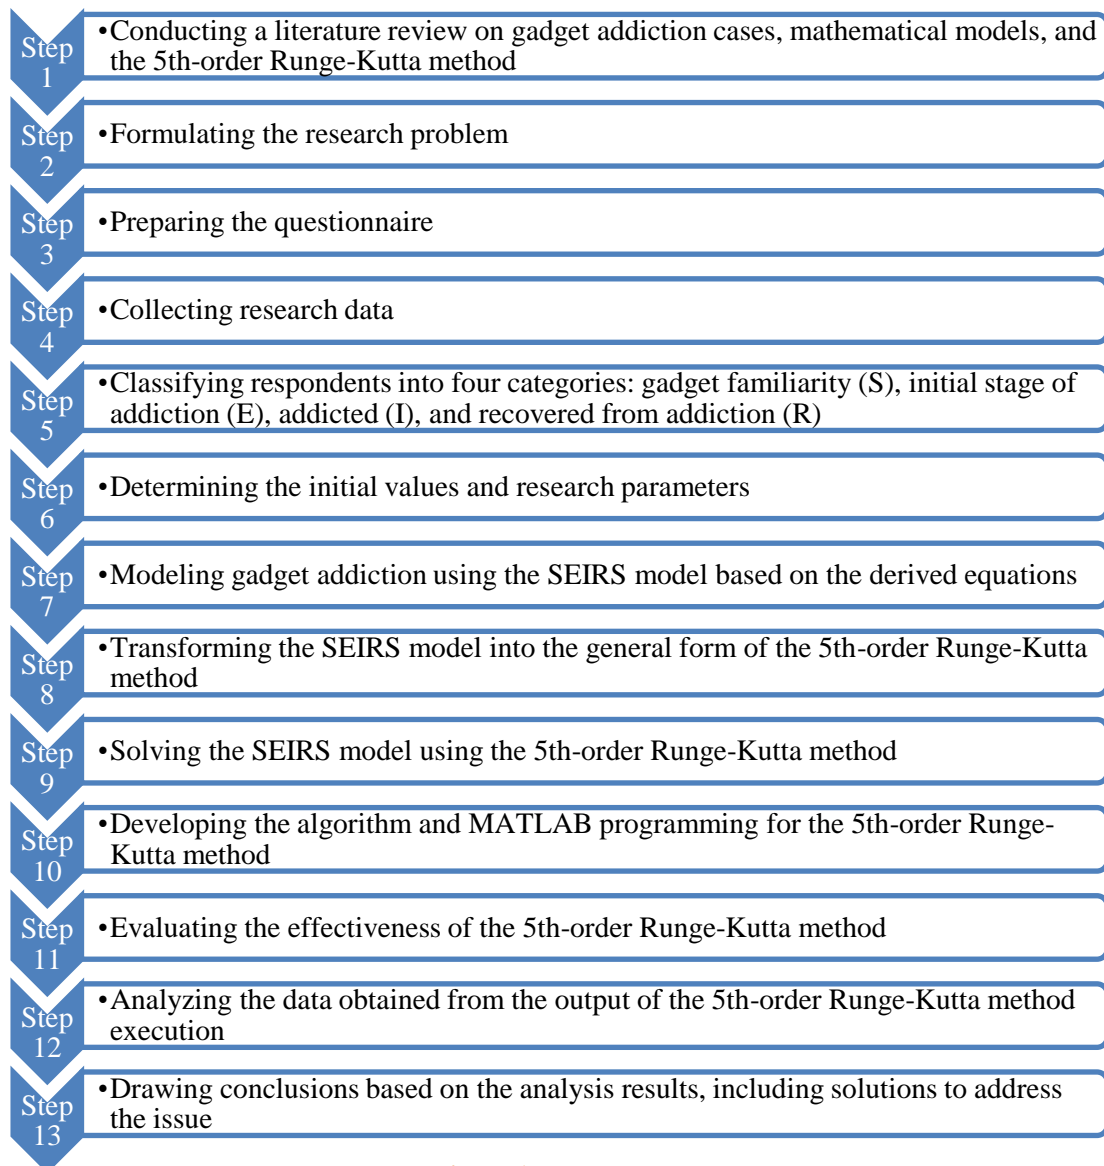 Step
1
•Conducting a literature review on gadget addiction cases, mathematical models, and
the 5th-order Runge-Kutta method
Step
2
•Formulating the research problem
Step
3
•Preparing the questionnaire
Step
4
•Collecting research data
Step
5
•Classifying respondents into four categories: gadget familiarity (S), initial stage of
addiction (E), addicted (I), and recovered from addiction (R)
Step
6
•Determining the initial values and research parameters
Step
7
•Modeling gadget addiction using the SEIRS model based on the derived equations
Step
8
•Transforming the SEIRS model into the general form of the 5th-order Runge-Kutta
method
Step
9
•Solving the SEIRS model using the 5th-order Runge-Kutta method
Step
10
•Developing the algorithm and MATLAB programming for the 5th-order Runge-
Kutta method
Step
11
•Evaluating the effectiveness of the 5th-order Runge-Kutta method
Step
12
•Analyzing the data obtained from the output of the 5th-order Runge-Kutta method
execution
Step
13
•Drawing conclusions based on the analysis results, including solutions to address
the issue